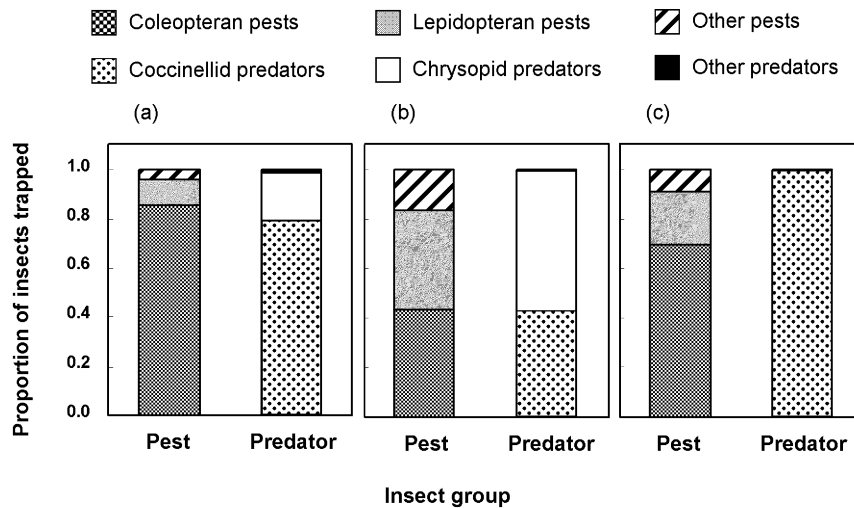 Coleopteran pests
Lepidopteran pests
Other pests
Coccinellid predators
Chrysopid predators
Other predators
(a)
(b)
(c)
Proportion of insects trapped
1.0
0.8
0.6
0.4
0.2
0.0
Pest
Predator
Pest
Predator
Pest
Predator
Insect group